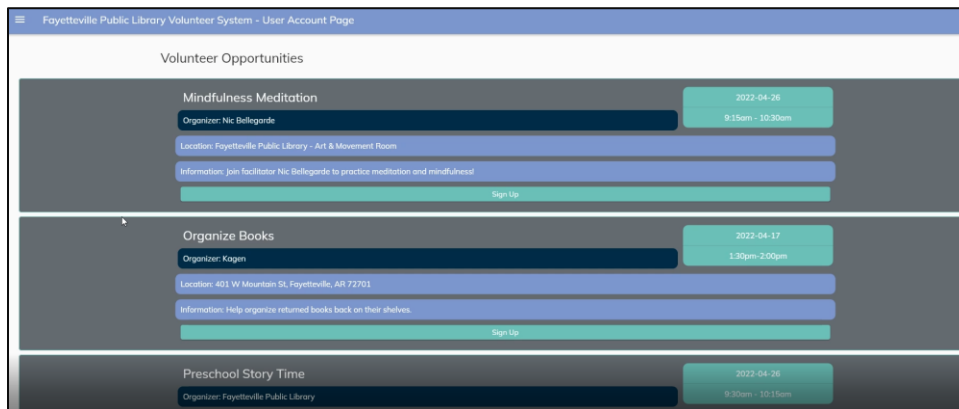 Fayetteville Public Library Volunteer System - User Account Page
Volunteer Opportunities
Mindfulness Meditation
2022-04-26
Organizer: Nic Bellegarde
9:15am - 10:30am
Location: Fayetteville Public Library - Art & Movement Room
Information: Join facilitator Nic Bellegarde to practice meditation and mindfulness!
Sign Up
Organize Books
2022-04-17
Organizer: Kagen
1:30pm-2:00pm
Location: 401 W Mountain St, Fayetteville, AR 72701
Information: Help organize returned books back on their shelves.
Sign Up
Preschool Story Time
2022-04-26
Organizer: Fayetteville Public Library
9:30am - 10:15am